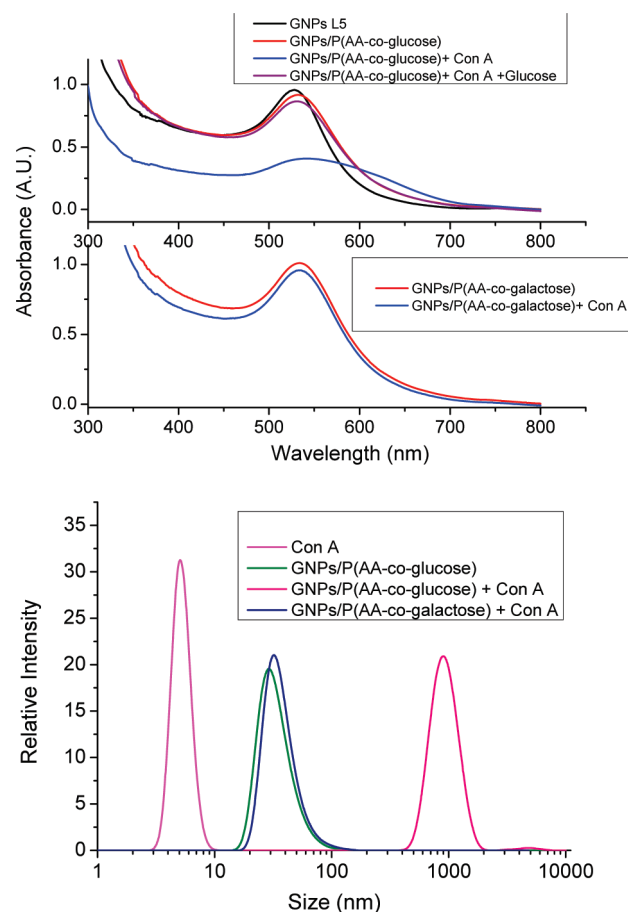 GNPs L5
GNPs/P(AA-co-glucose)
GNPs/P(AA-co-glucose)+ Con A
GNPs/P(AA-co-glucose)+ Con A +Glucose
1.0
0.5
0.0
300 400 500 600 700 800
Absorbance (A.U.)
GNPs/P(AA-co-galactose)
GNPs/P(AA-co-galactose)+ Con A
1.0
0.5
0.0
300 400 500 600 700 800
Wavelength (nm)
35
30
25
20
15
10
5
0
Relative Intensity
Con A
GNPs/P(AA-co-glucose)
GNPs/P(AA-co-glucose) + Con A
GNPs/P(AA-co-galactose) + Con A
1 10 100 1000 10000
Size (nm)